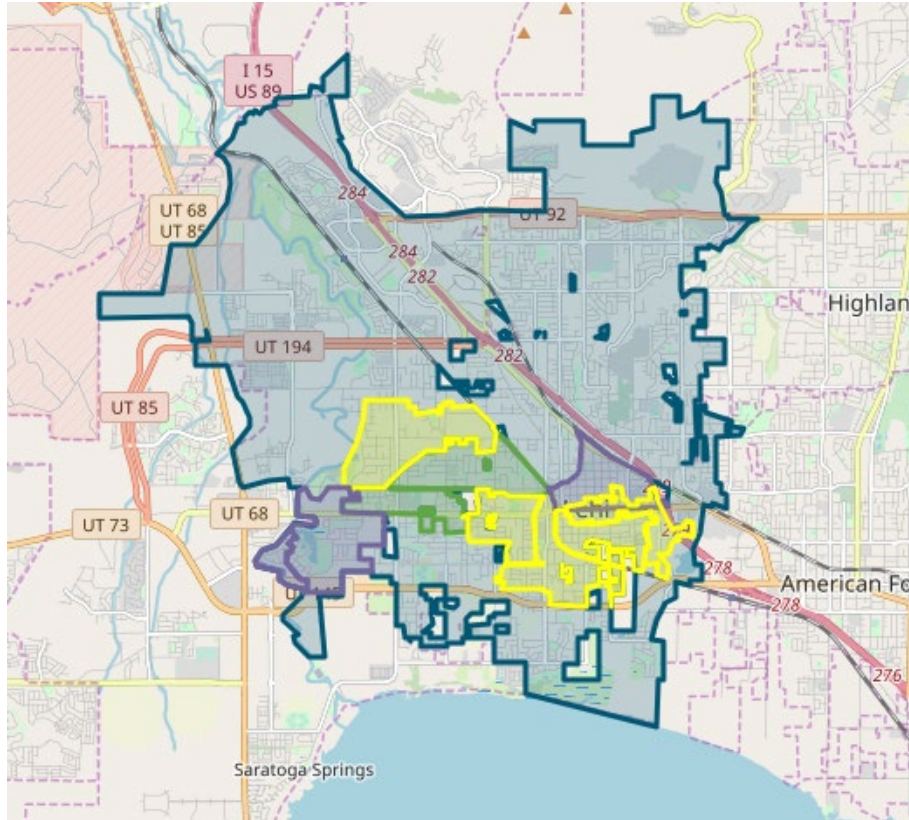 I 15
US 89
284
UT 68
UT 85
UT 92
284
282
Highlan
UT 194
282
UT 85
UT 68
UT 73
278
American Fo
278
276
Saratoga Springs